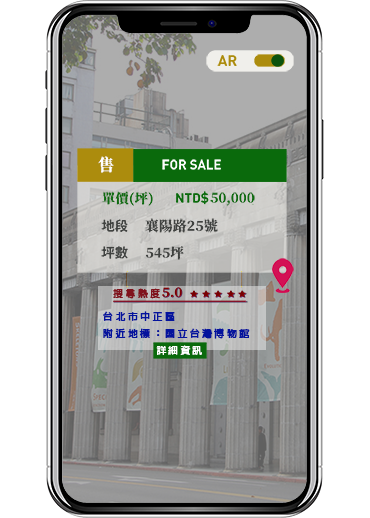 AR
售 FOR SALE
單價(坪) NTD$50,000
地段 襄陽路25號
坪數 545坪
搜尋熱度5.0 ★★★★★
台北市中正區
附近地標：國立台灣博物館
詳細資訊